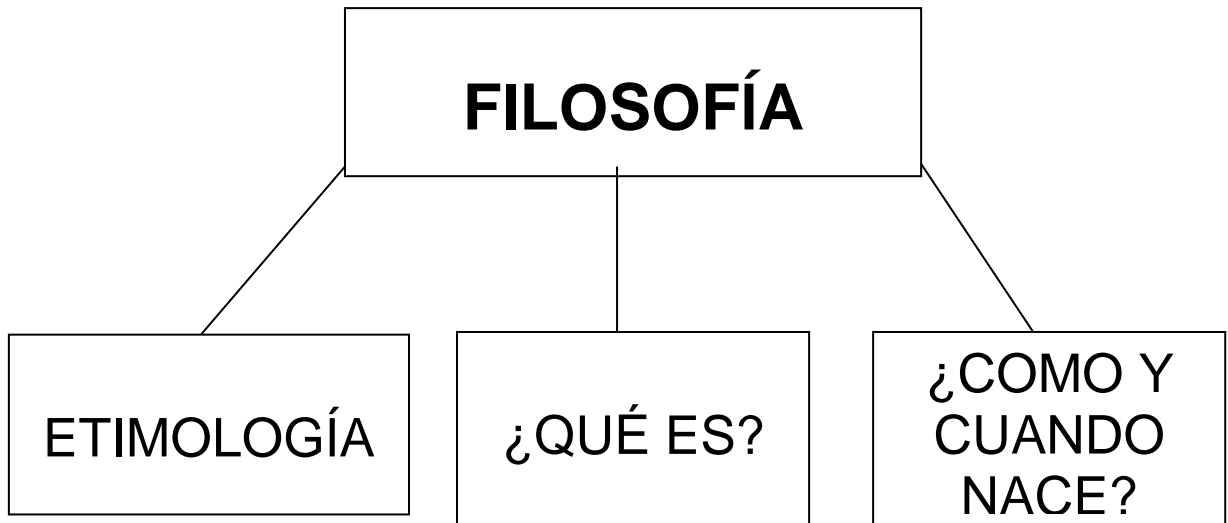 FILOSOFÍA
ETIMOLOGÍA
¿QUÉ ES?
¿COMO Y
CUANDO
NACE?